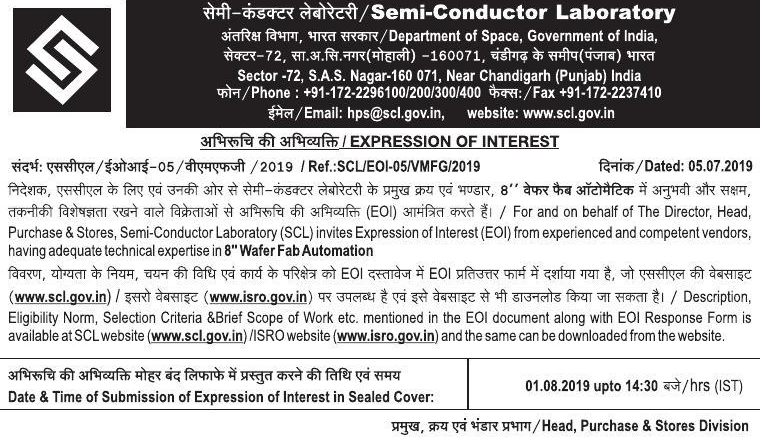 सेमी-कंडक्टर लेबोरेटरी/Semi-Conductor Laboratory
अंतरिक्ष विभाग, भारत सरकार/Department of Space, Government of India,
सेक्टर-72, सा.अ.सि.नगर(मोहाली) -160071, चंडीगढ़ के समीप(पंजाब) भारत
Sector -72, S.A.S. Nagar-160 071, Near Chandigarh (Punjab) India
फोन/Phone : +91-172-2296100/200/300/400 फैक्स:/Fax +91-172-2237410
ईमेल/Email: hps@scl.gov.in, website: www.scl.gov.in
अभिरूचि की अभिव्यक्ति / EXPRESSION OF INTEREST
संदर्भ: एससीएल/ईओआई-05/वीएमएफजी /2019 / Ref.:SCL/EOI-05/VMFG/2019 दिनांक/Dated: 05.07.2019
निदेशक, एससीएल के लिए एवं उनकी ओर से सेमी-कंडक्टर लेबोरेटरी के प्रमुख क्रय एवं भण्डार, 8'' वेफर फैब ऑटोमैटिक में अनुभवी और सक्षम,
तकनीकी विशेषज्ञता रखने वाले विक्रेताओं से अभिरूचि की अभिव्यक्ति (EOI) आमंत्रित करते हैं। / For and on behalf of The Director, Head,
Purchase & Stores, Semi-Conductor Laboratory (SCL) invites Expression of Interest (EOI) from experienced and competent vendors,
having adequate technical expertise in 8" Wafer Fab Automation
विवरण, योग्यता के नियम, चयन की विधि एवं कार्य के परिक्षेत्र को EOI दस्तावेज में EOI प्रतिउत्तर फार्म में दर्शाया गया है, जो एससीएल की वेबसाइट
(www.scl.gov.in) / इसरो वेबसाइट (www.isro.gov.in) पर उपलब्ध है एवं इसे वेबसाइट से भी डाउनलोड किया जा सकता है। / Description,
Eligibility Norm, Selection Criteria &Brief Scope of Work etc. mentioned in the EOI document along with EOI Response Form is
available at SCL website (www.scl.gov.in) /ISRO website (www.isro.gov.in) and the same can be downloaded from the website.
अभिरूचि की अभिव्यक्ति मोहर बंद लिफाफे में प्रस्तुत करने की तिथि एवं समय
Date & Time of Submission of Expression of Interest in Sealed Cover:
01.08.2019 upto 14:30 बजे/hrs (IST)
प्रमुख, क्रय एवं भंडार प्रभाग/Head, Purchase & Stores Division